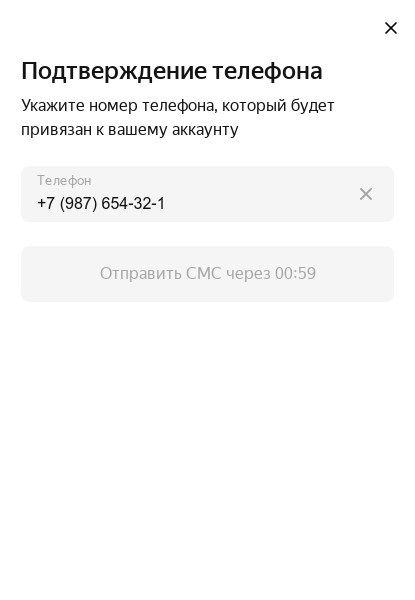 Подтверждение телефона
Укажите номер телефона, который будет
привязан к вашему аккаунту
Телефон
+7 (987) 654-32-1
Отправить СМС через 00:59